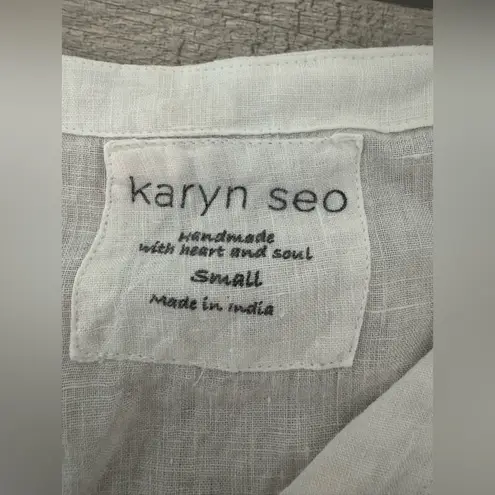 karyn seo
Handmade
with heart and soul
Small
Made in India